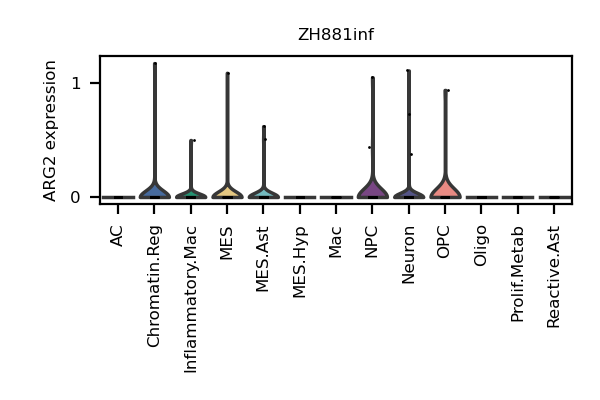 ZH881inf
ARG2 expression
1
0
AC
Chromatin.Reg
Inflammatory.Mac
MES
MES.Ast
MES.Hyp
Mac
NPC
Neuron
OPC
Oligo
Prolif.Metab
Reactive.Ast